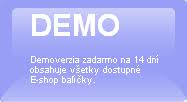 DEMO
Demoverzia zadarmo na 14 dní
obsahuje všetky dostupné
E-shop balíčky.